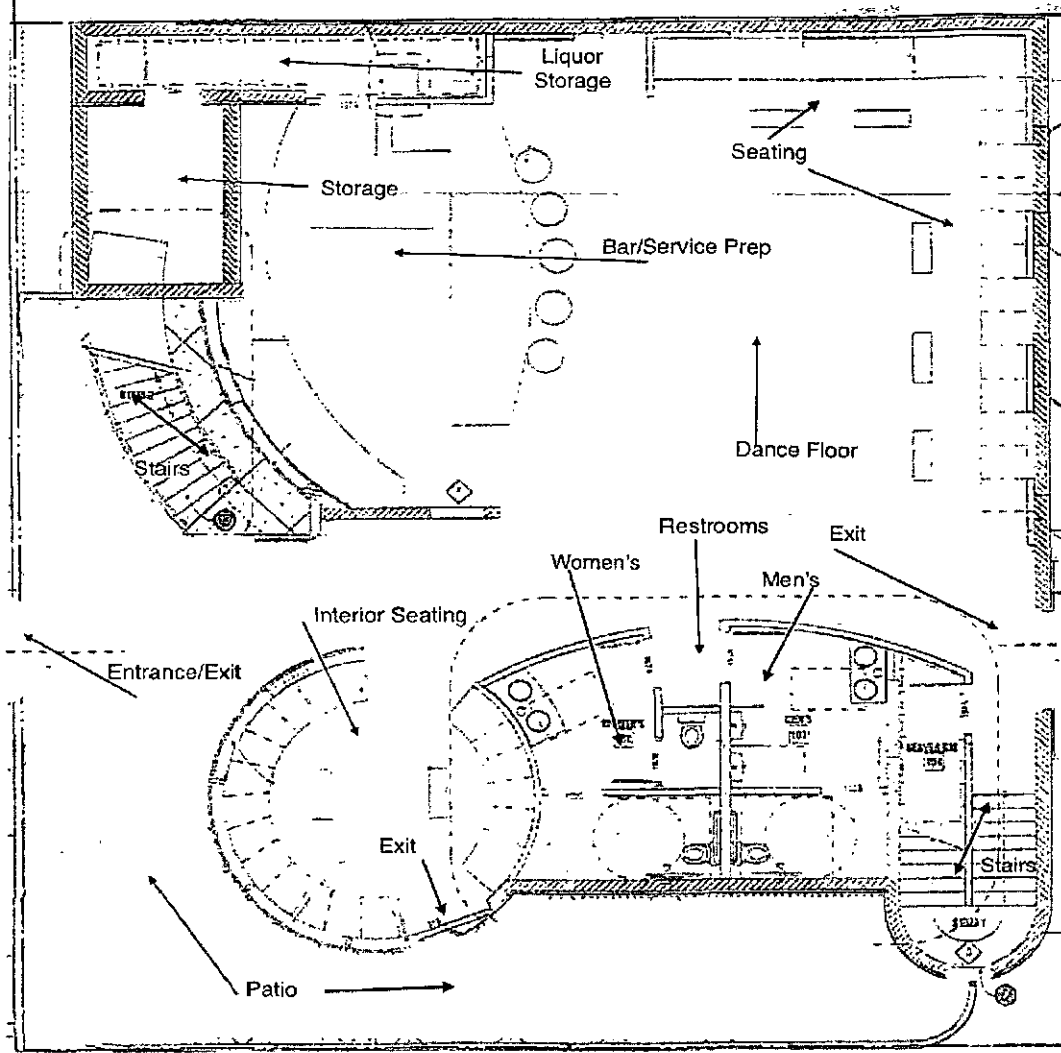 Liquor
Storage
Seating
Storage
Bar/Service Prep
Dance Floor
Stairs
Restrooms
Exit
Women's
Men's
Interior Seating
Entrance/Exit
Exit
Stairs
Patio